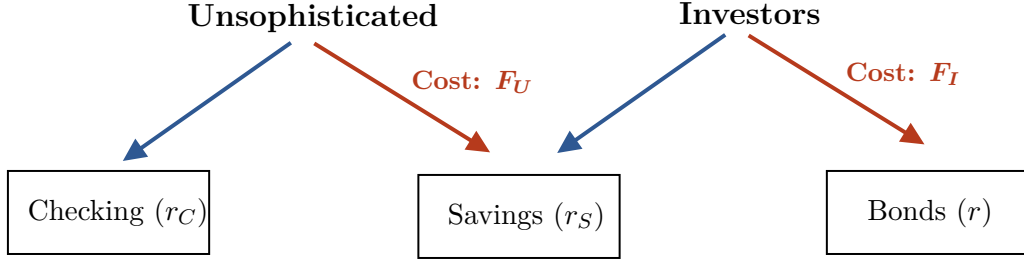 Unsophisticated
Investors
Cost: F_U
Cost: F_I
Checking (r_C)
Savings (r_S)
Bonds (r)